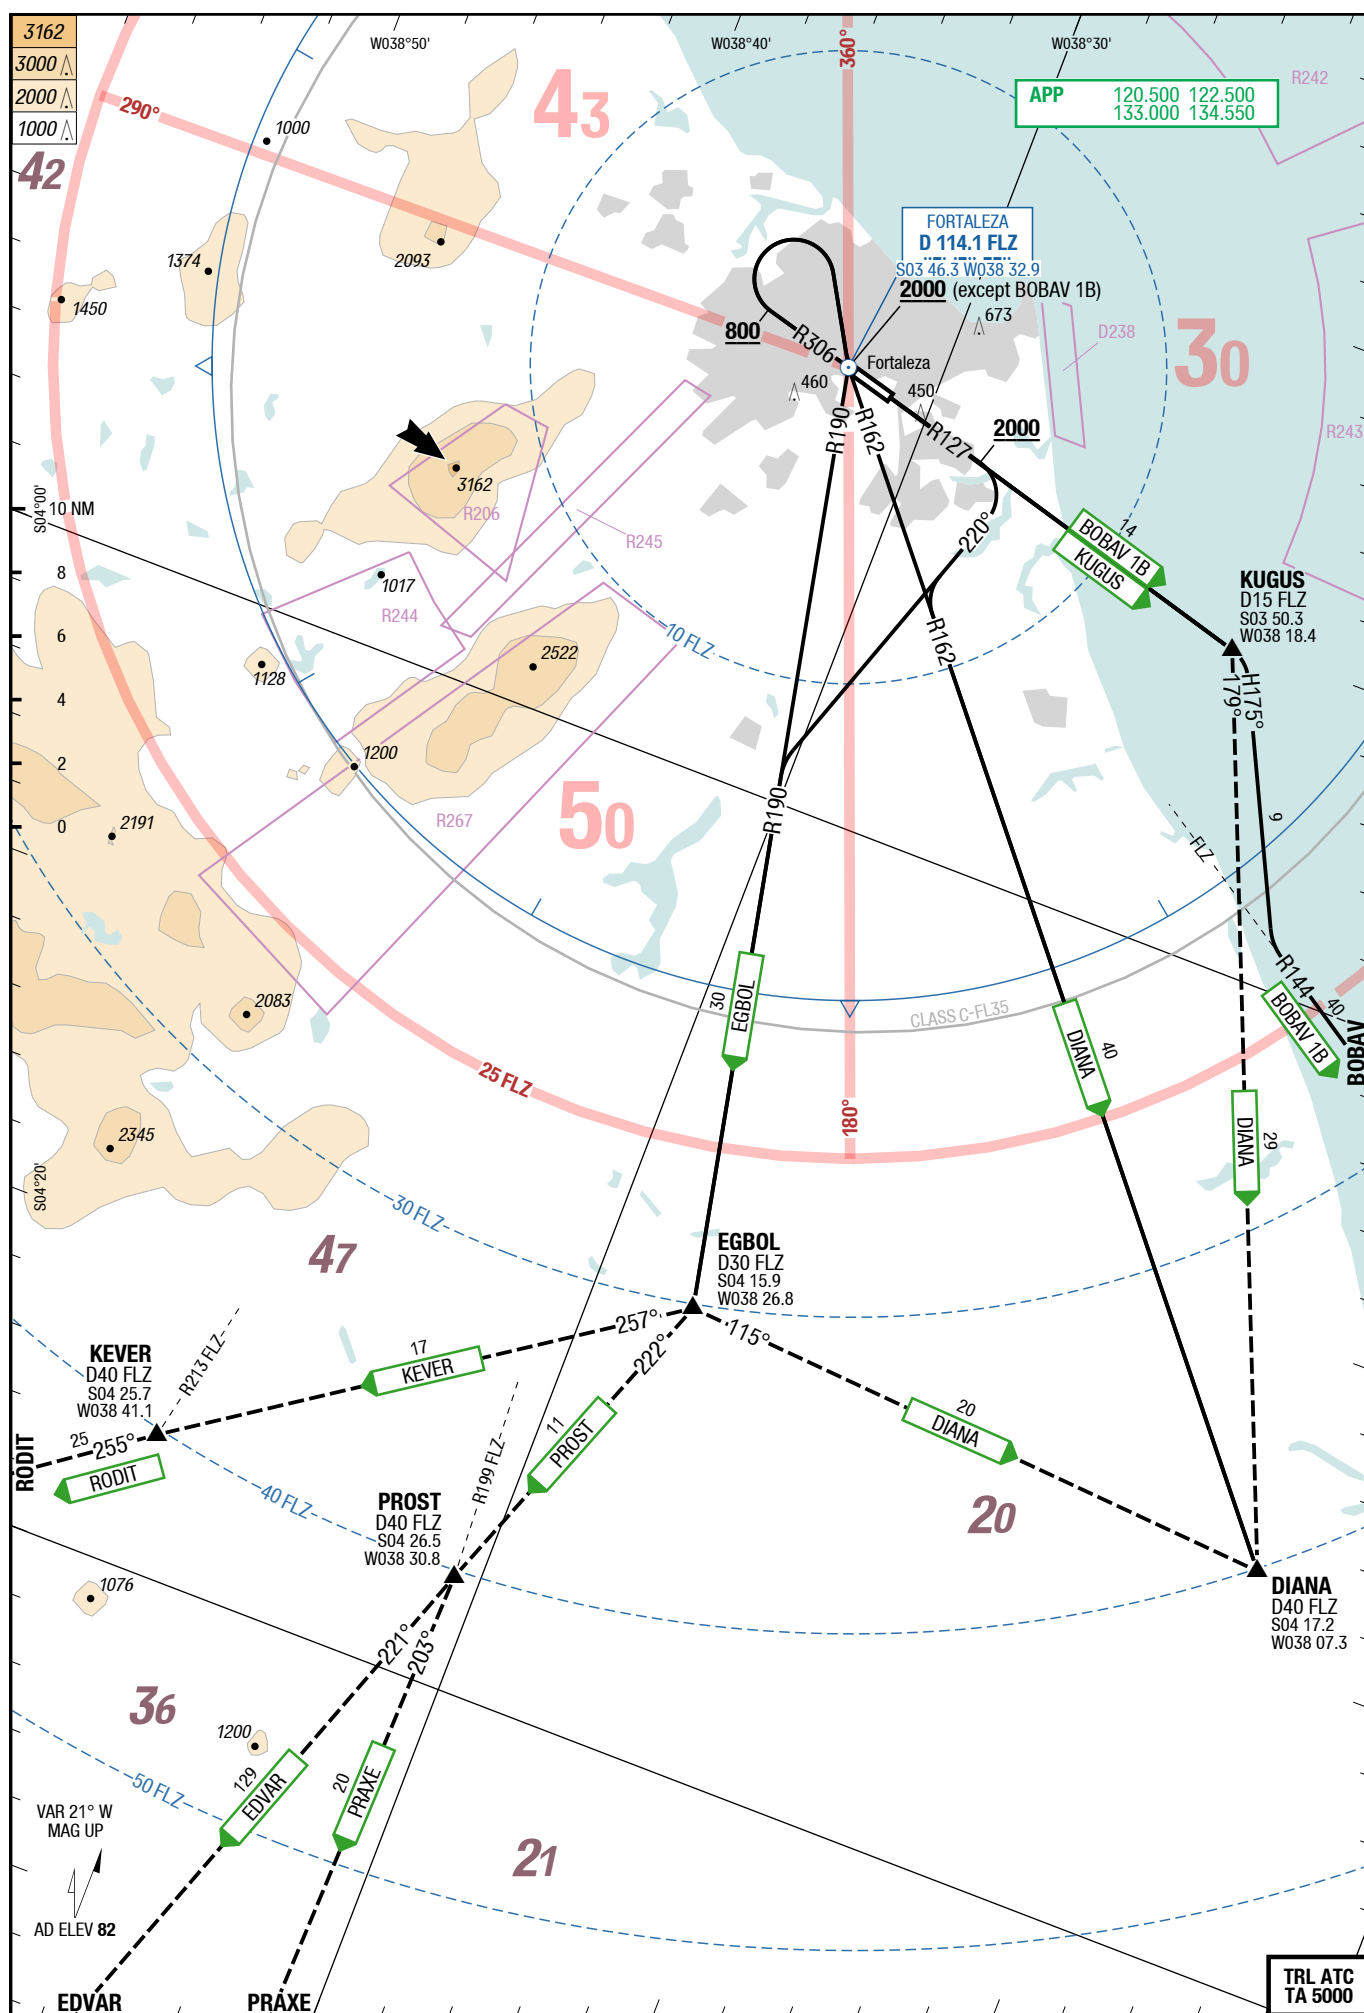 3162
3000
2000
1000
42
290°
W038°50'
W038°40'
360°
W038°30'
R242
APP 120.500 122.500
133.000 134.550
43
1000
2093
1374
1450
FORTALEZA
D 114.1 FLZ
S03 46.3 W038 32.9
2000 (except BOBAV 1B)
673
D238
30
R243
800
R306
Fortaleza
460
450
R190
R162
R127
2000
220°
3162
R206
R245
S04°00'
10 NM
8
6
4
2
0
1017
R244
1128
2522
10 FLZ
R162
14
BOBAV 1B
KUGUS
KUGUS
D15 FLZ
S03 50.3
W038 18.4
179°
H175°
1200
2191
R267
50
R190
FLZ
9
R144
40
BOBAV 1B
BOBAV
2083
30
EGBOL
CLASS C-FL35
DIANA
40
25 FLZ
180°
DIANA
29
2345
S04°20'
30 FLZ
47
EGBOL
D30 FLZ
S04 15.9
W038 26.8
257°
222°
115°
17
KEVER
KEVER
D40 FLZ
S04 25.7
W038 41.1
R213 FLZ
25
255°
RODIT
RODIT
11
PROST
20
DIANA
R199 FLZ
40 FLZ
PROST
D40 FLZ
S04 26.5
W038 30.8
20
DIANA
D40 FLZ
S04 17.2
W038 07.3
1076
221°
203°
36
1200
129
EDVAR
20
PRAXE
50 FLZ
VAR 21° W
MAG UP
21
AD ELEV 82
EDVAR
PRAXE
TRL ATC
TA 5000